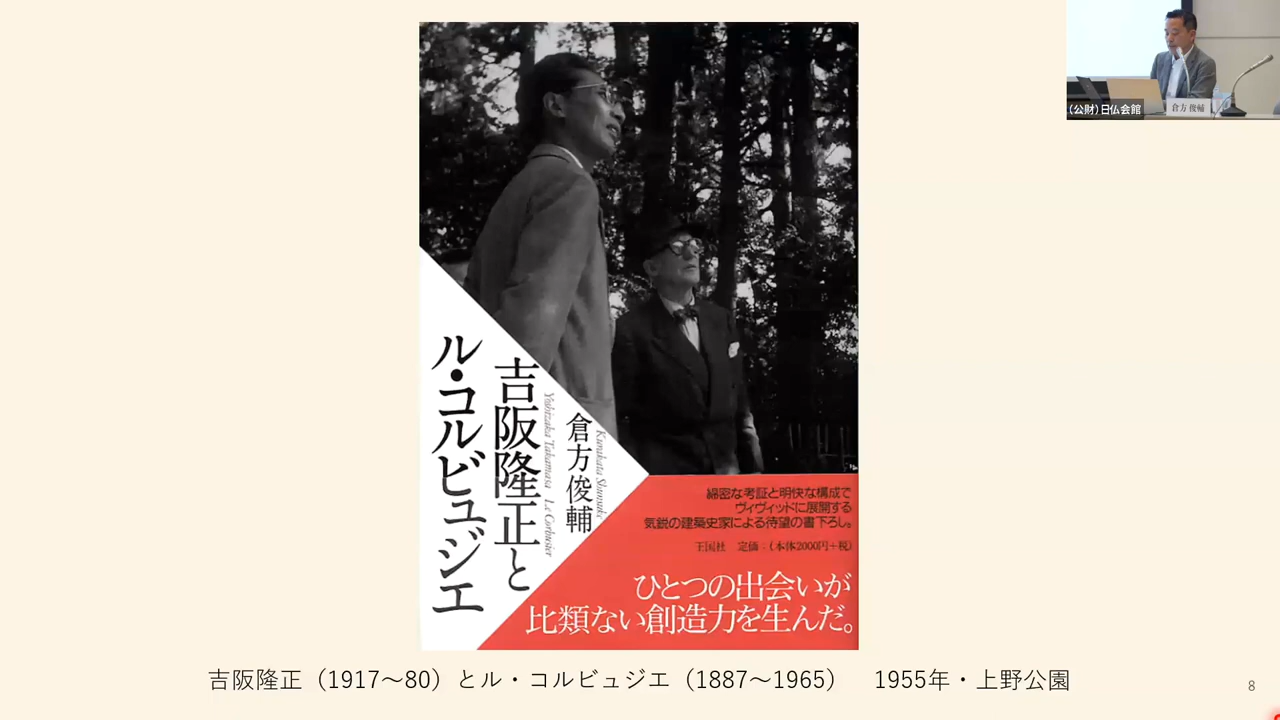 吉阪隆正と
ル・コルビュジエ
Yoshizaka Takamasa Le Corbusier
倉方俊輔
Kurakata Shunsuke
綿密な考証と明快な構成で
ヴィヴィッドに展開する
気鋭の建築史家による待望の書下ろし。
王国社 定価:(本体2000円+税)
ひとつの出会いが
比類ない創造力を生んだ。
吉阪隆正(1917〜80)とル・コルビュジエ(1887〜1965) 1955年・上野公園
8
(公財)日仏会館
倉方 俊輔